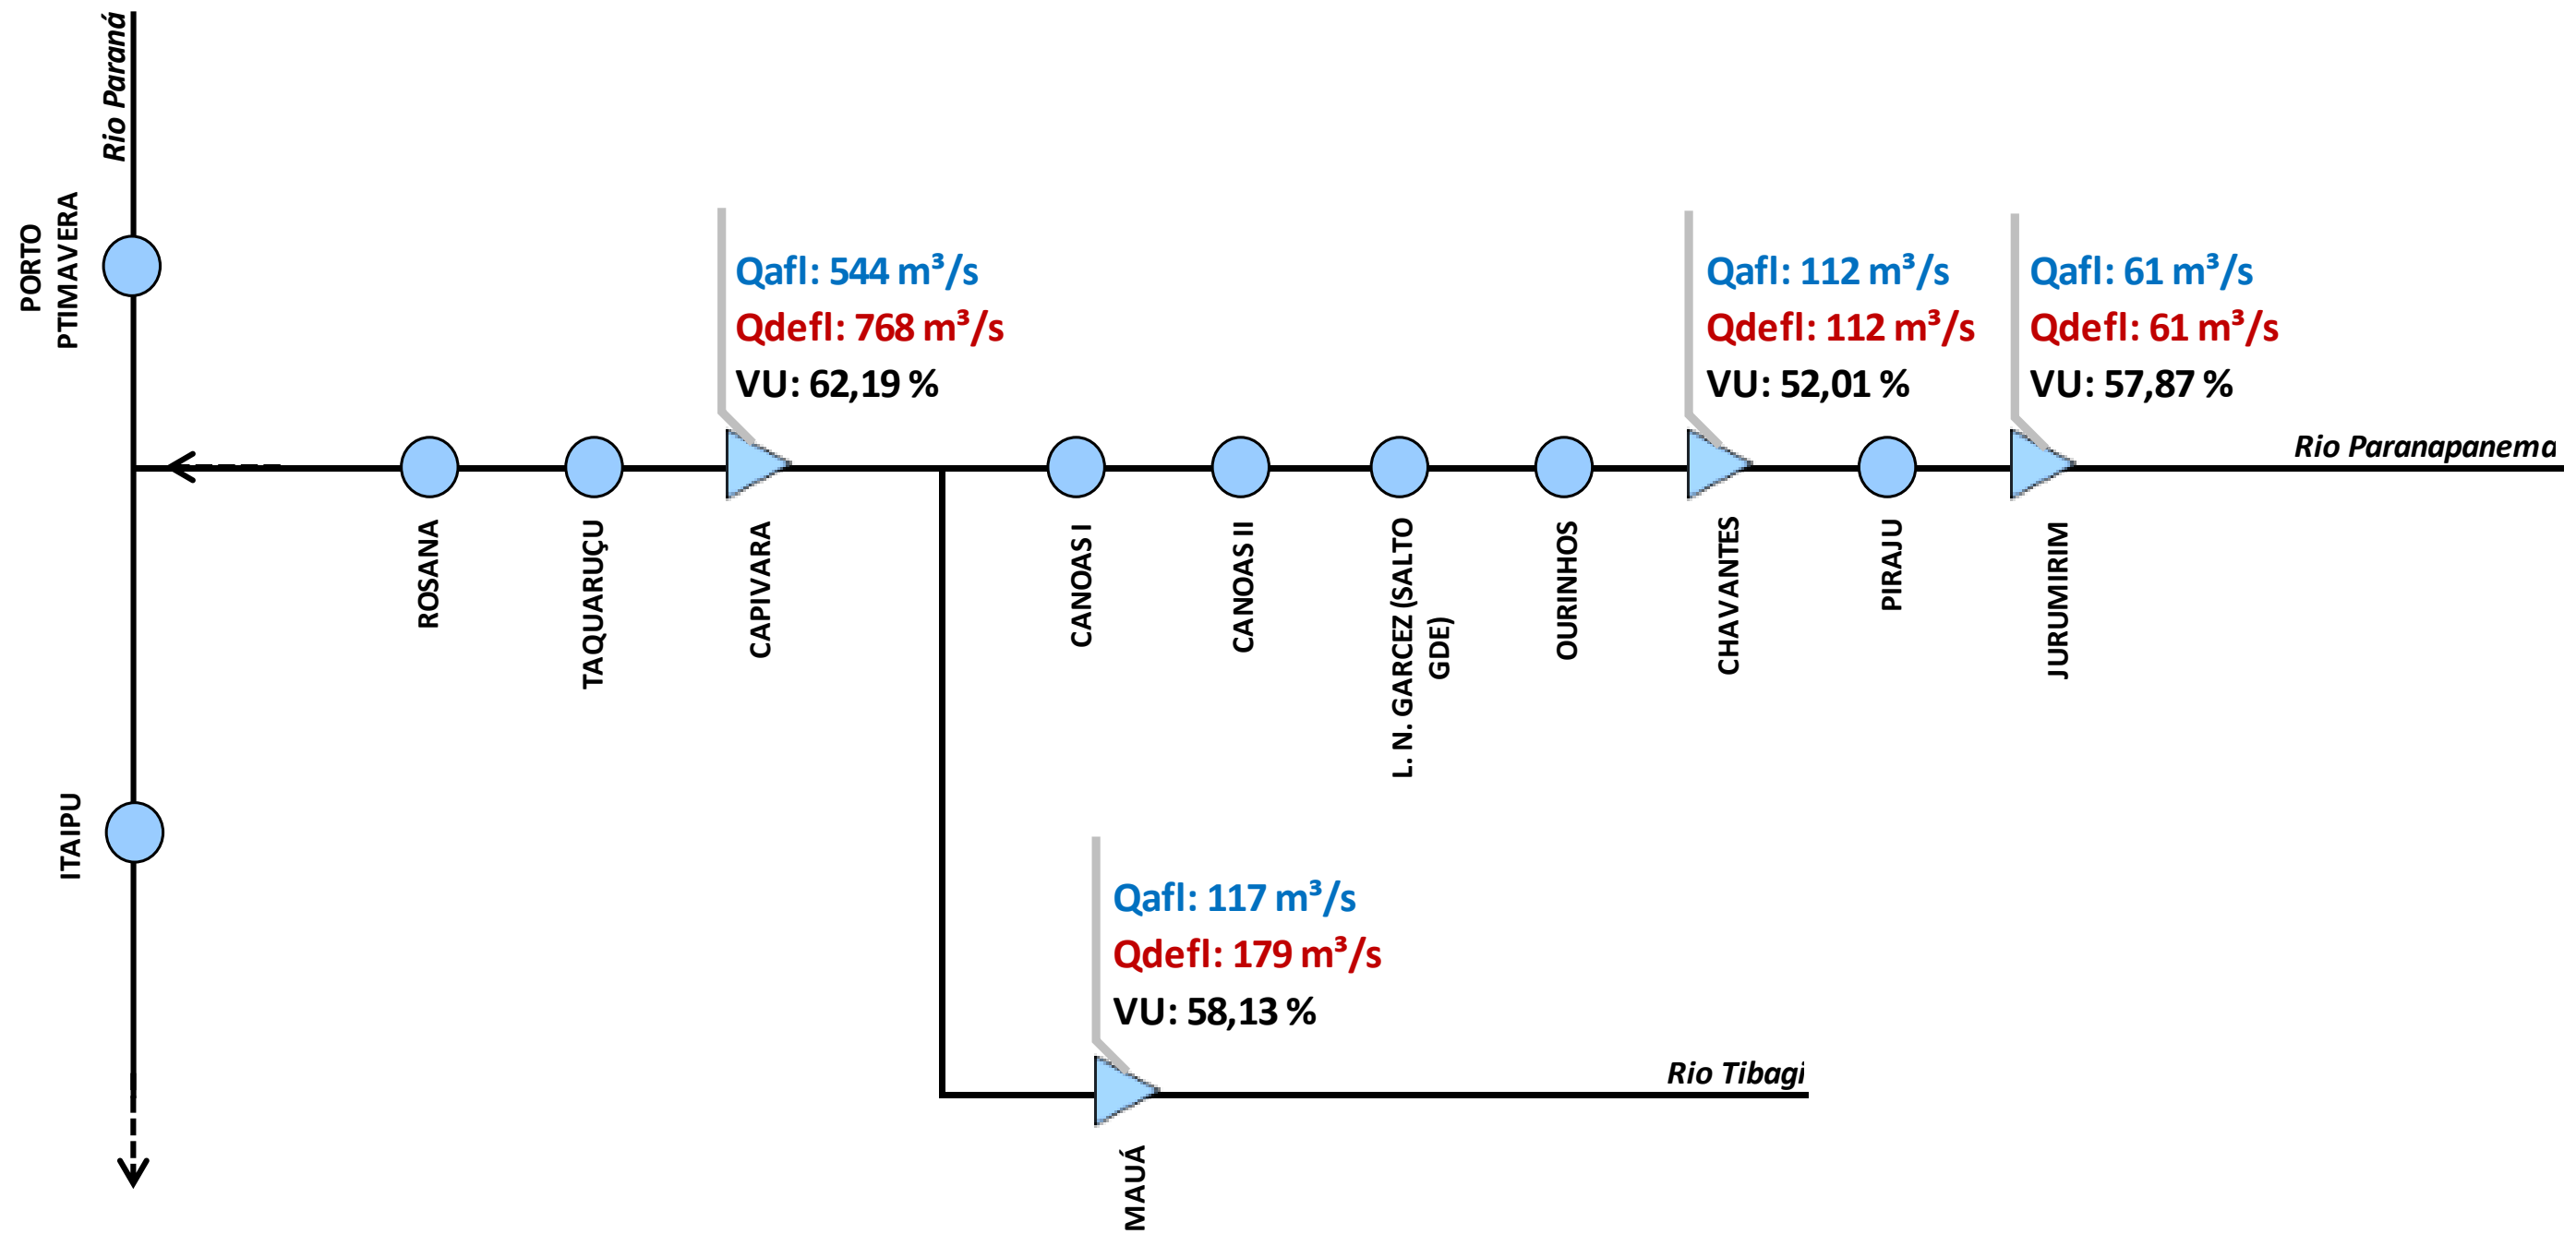 Rio Paraná
PORTO
PTIMAVERA
Qafl: 544 m³/s
Qdefl: 768 m³/s
VU: 62,19 %
Qafl: 112 m³/s
Qdefl: 112 m³/s
VU: 52,01 %
Qafl: 61 m³/s
Qdefl: 61 m³/s
VU: 57,87 %
Rio Paranapanema
ROSANA
TAQUARUÇU
CAPIVARA
CANOAS I
CANOAS II
L. N. GARCEZ (SALTO
GDE)
OURINHOS
CHAVANTES
PIRAJU
JURUMIRIM
ITAIPU
Qafl: 117 m³/s
Qdefl: 179 m³/s
VU: 58,13 %
Rio Tibagi
MAUÁ